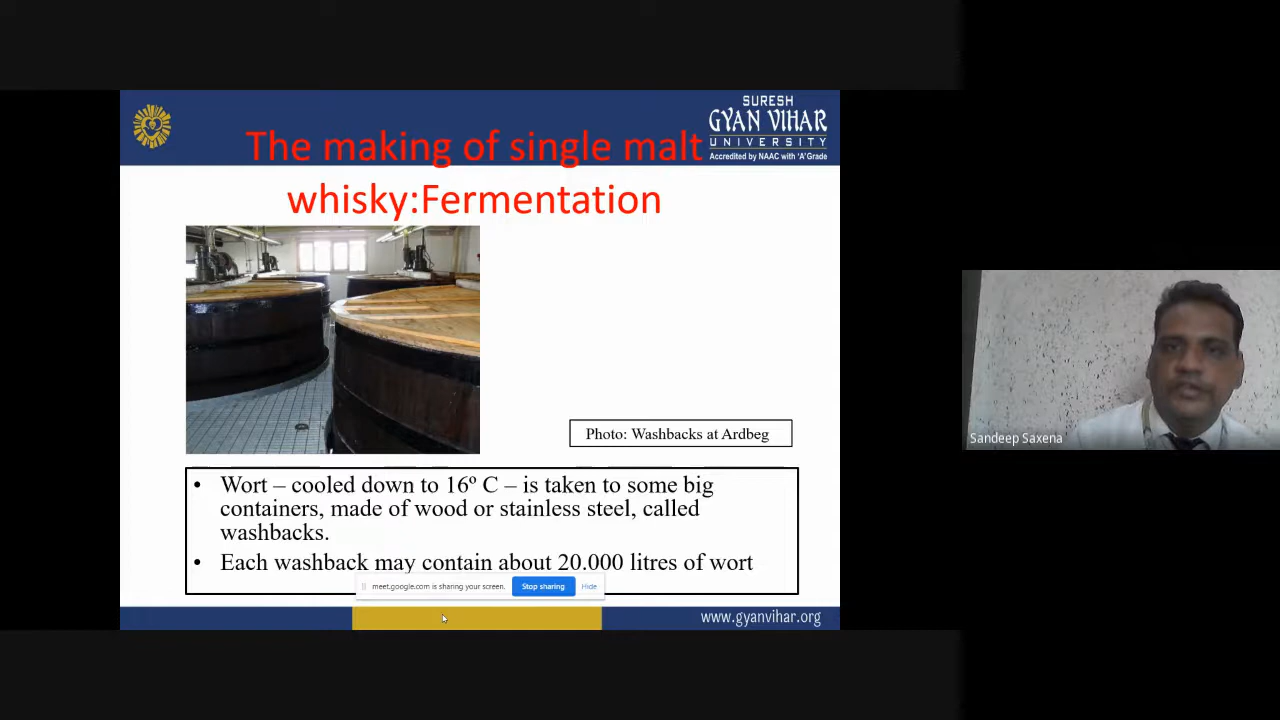 SURESH
GYAN VIHAR
UNIVERSITY
Accredited by NAAC with 'A' Grade
The making of single malt
whisky:Fermentation
Photo: Washbacks at Ardbeg
• Wort – cooled down to 16º C – is taken to some big
containers, made of wood or stainless steel, called
washbacks.
• Each washback may contain about 20.000 litres of wort
meet.google.com is sharing your screen. Stop sharing Hide
www.gyanvihar.org
Sandeep Saxena